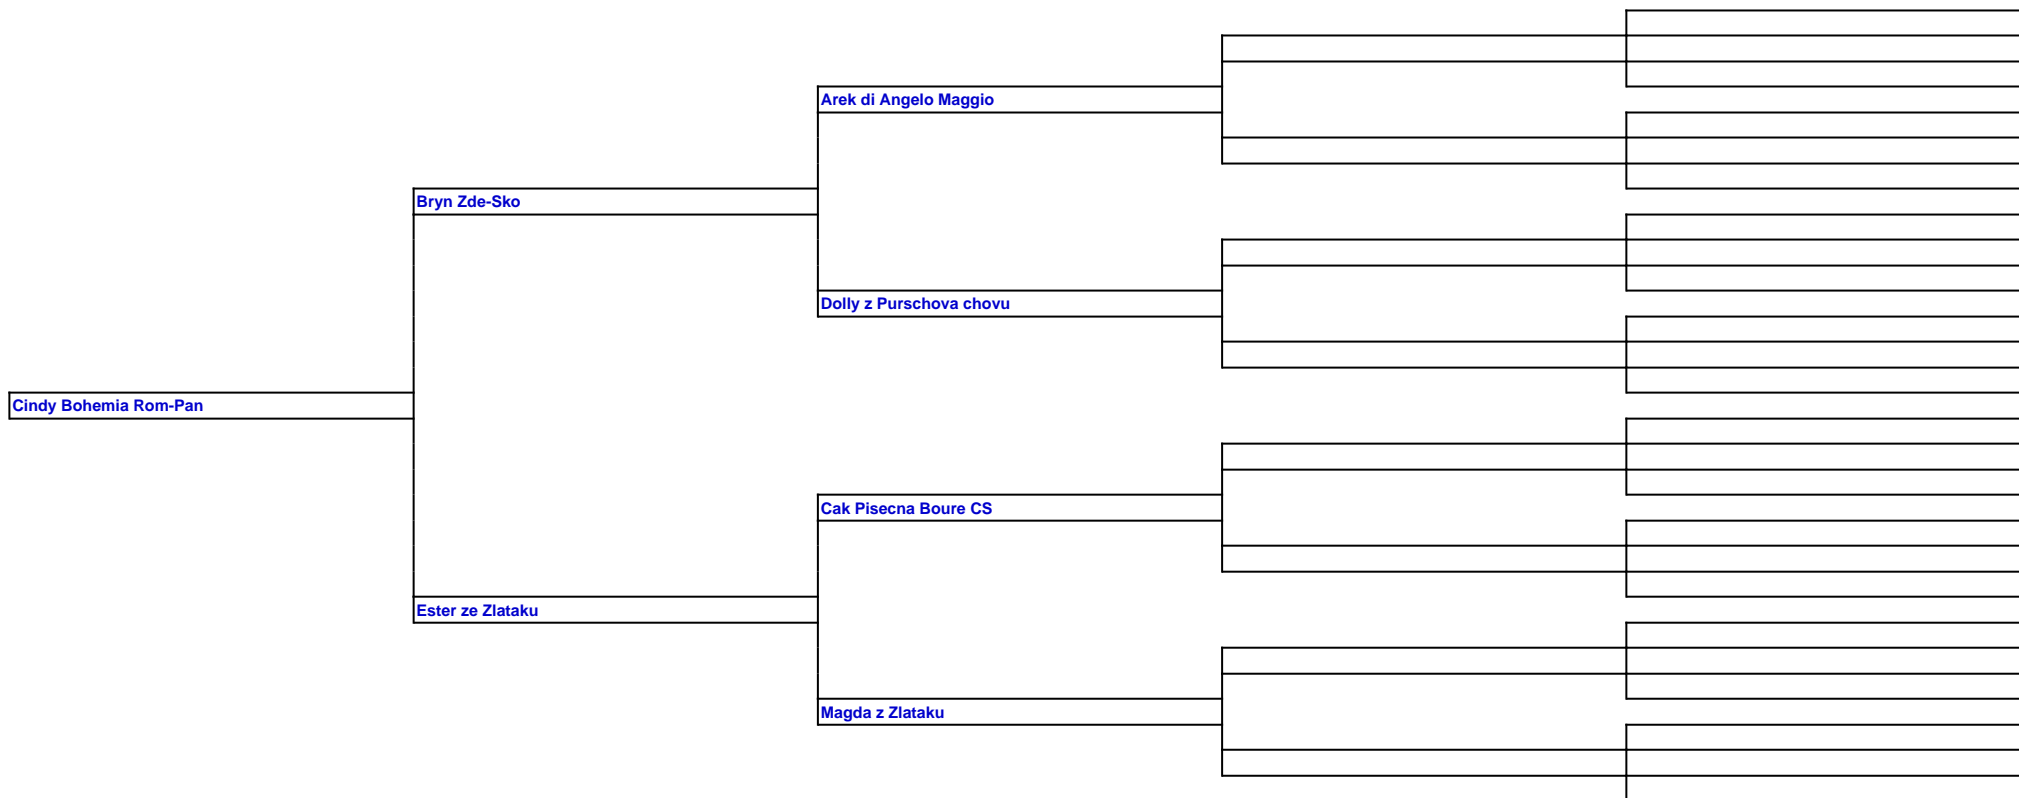 Arek di Angelo Maggio
Bryn Zde-Sko
Dolly z Purschova chovu
Cindy Bohemia Rom-Pan
Cak Pisecna Boure CS
Ester ze Zlataku
Magda z Zlataku